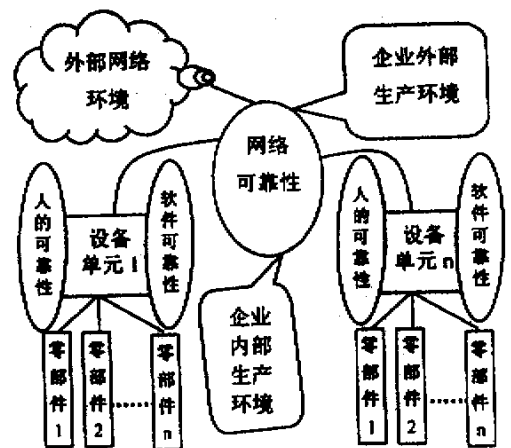 外部网络
环境
企业外部
生产环境
网络
可靠性
人的可靠性
设备
单元1
软件可靠性
零部件1
零部件2
......
零部件n
企业
内部
生产
环境
人的可靠性
设备
单元n
软件可靠性
零部件1
零部件2
......
零部件n